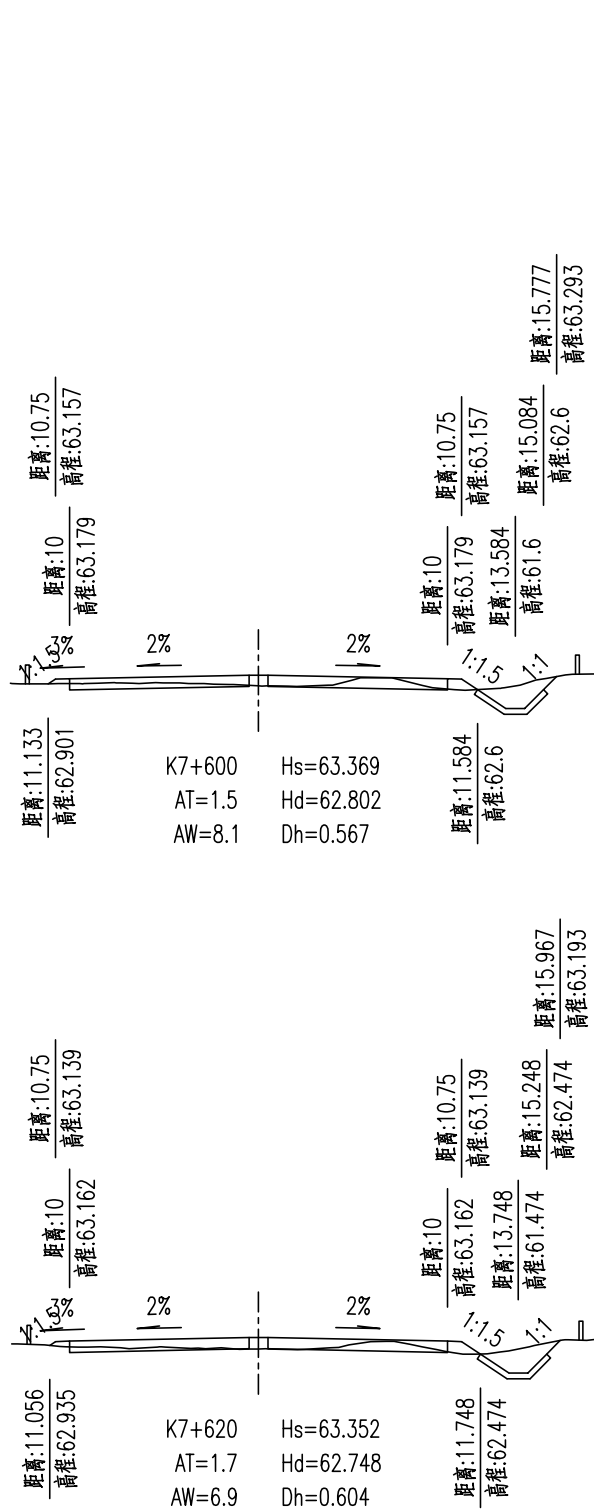 距离:15.777
高程:63.293
距离:10.75
高程:63.157
距离:10.75
高程:63.157
距离:15.084
高程:62.6
距离:10
高程:63.179
距离:10
高程:63.179
距离:13.584
高程:61.6
1:1.5
3%
2%
2%
1:1.5
1:1
距离:11.133
高程:62.901
距离:11.584
高程:62.6
K7+600 Hs=63.369
AT=1.5 Hd=62.802
AW=8.1 Dh=0.567
距离:15.967
高程:63.193
距离:10.75
高程:63.139
距离:10.75
高程:63.139
距离:15.248
高程:62.474
距离:10
高程:63.162
距离:10
高程:63.162
距离:13.748
高程:61.474
1:1.5
3%
2%
2%
1:1.5
1:1
距离:11.056
高程:62.935
距离:11.748
高程:62.474
K7+620 Hs=63.352
AT=1.7 Hd=62.748
AW=6.9 Dh=0.604